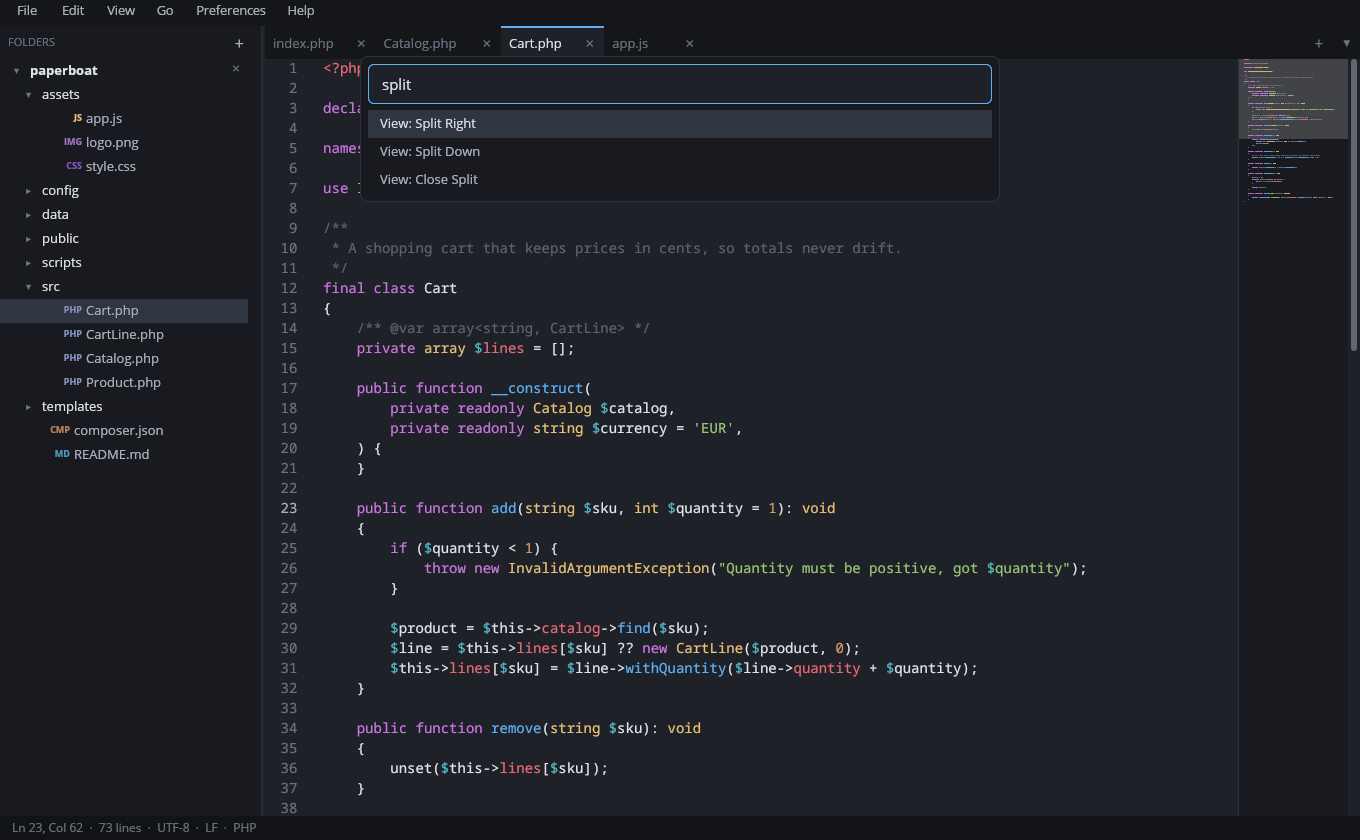 File Edit View Go Preferences Help
FOLDERS +
paperboat ×
assets
JS app.js
IMG logo.png
CSS style.css
config
data
public
scripts
src
PHP Cart.php
PHP CartLine.php
PHP Catalog.php
PHP Product.php
templates
CMP composer.json
MD README.md
index.php × Catalog.php × Cart.php × app.js × +
split
View: Split Right
View: Split Down
View: Close Split
1 <?php
2
3 decla
4
5 names
6
7 use
8
9 /**
10 * A shopping cart that keeps prices in cents, so totals never drift.
11 */
12 final class Cart
13 {
14 /** @var array<string, CartLine> */
15 private array $lines = [];
16
17 public function __construct(
18 private readonly Catalog $catalog,
19 private readonly string $currency = 'EUR',
20 ) {
21 }
22
23 public function add(string $sku, int $quantity = 1): void
24 {
25 if ($quantity < 1) {
26 throw new InvalidArgumentException("Quantity must be positive, got $quantity");
27 }
28
29 $product = $this->catalog->find($sku);
30 $line = $this->lines[$sku] ?? new CartLine($product, 0);
31 $this->lines[$sku] = $line->withQuantity($line->quantity + $quantity);
32 }
33
34 public function remove(string $sku): void
35 {
36 unset($this->lines[$sku]);
37 }
38
Ln 23, Col 62 · 73 lines · UTF-8 · LF · PHP